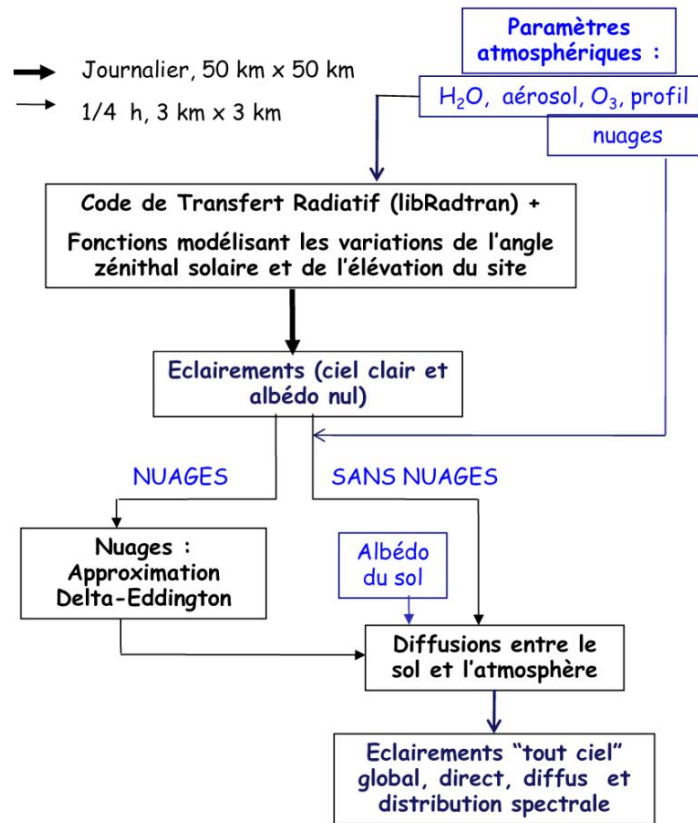 Paramètres
atmosphériques :
H₂O, aérosol, O₃, profil
nuages
Journalier, 50 km x 50 km
1/4 h, 3 km x 3 km
Code de Transfert Radiatif (libRadtran) +
Fonctions modélisant les variations de l'angle
zénithal solaire et de l'élévation du site
Eclairements (ciel clair et
albédo nul)
NUAGES
SANS NUAGES
Nuages :
Approximation
Delta-Eddington
Albédo
du sol
Diffusions entre le
sol et l'atmosphère
Eclairements "tout ciel"
global, direct, diffus et
distribution spectrale